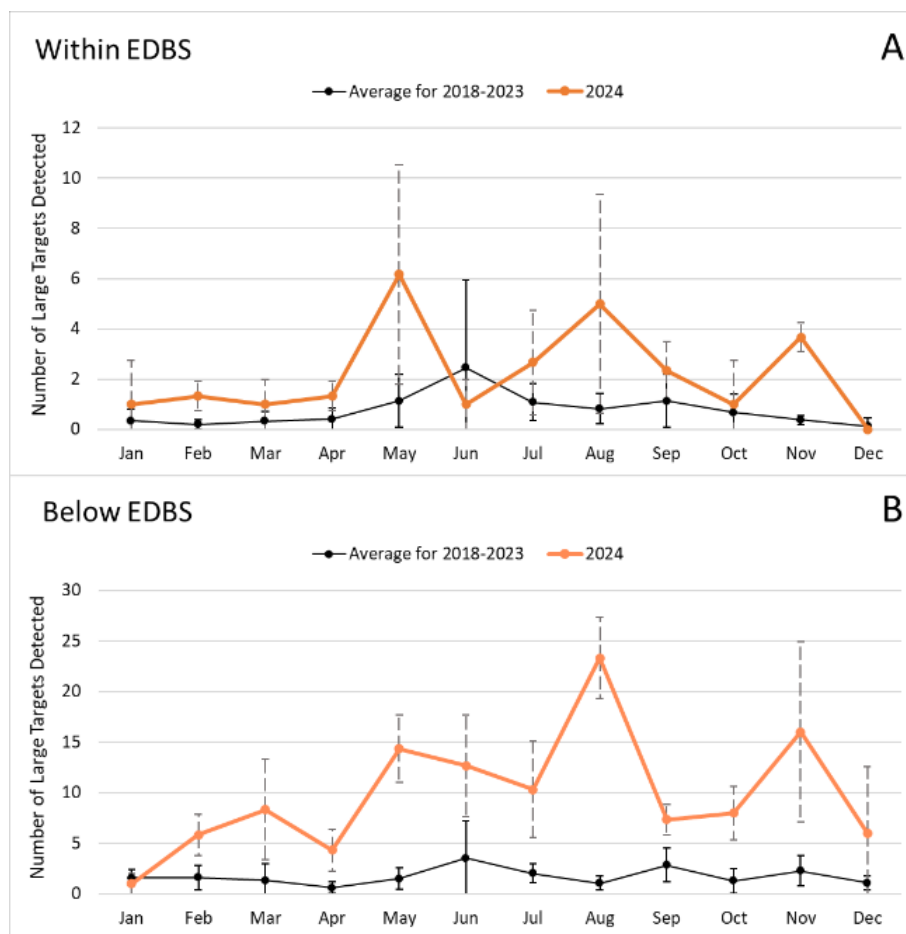 Within EDBS
A
Average for 2018-2023 2024
Number of Large Targets Detected
12
10
8
6
4
2
0
Jan Feb Mar Apr May Jun Jul Aug Sep Oct Nov Dec
Below EDBS
B
Average for 2018-2023 2024
Number of Large Targets Detected
30
25
20
15
10
5
0
Jan Feb Mar Apr May Jun Jul Aug Sep Oct Nov Dec